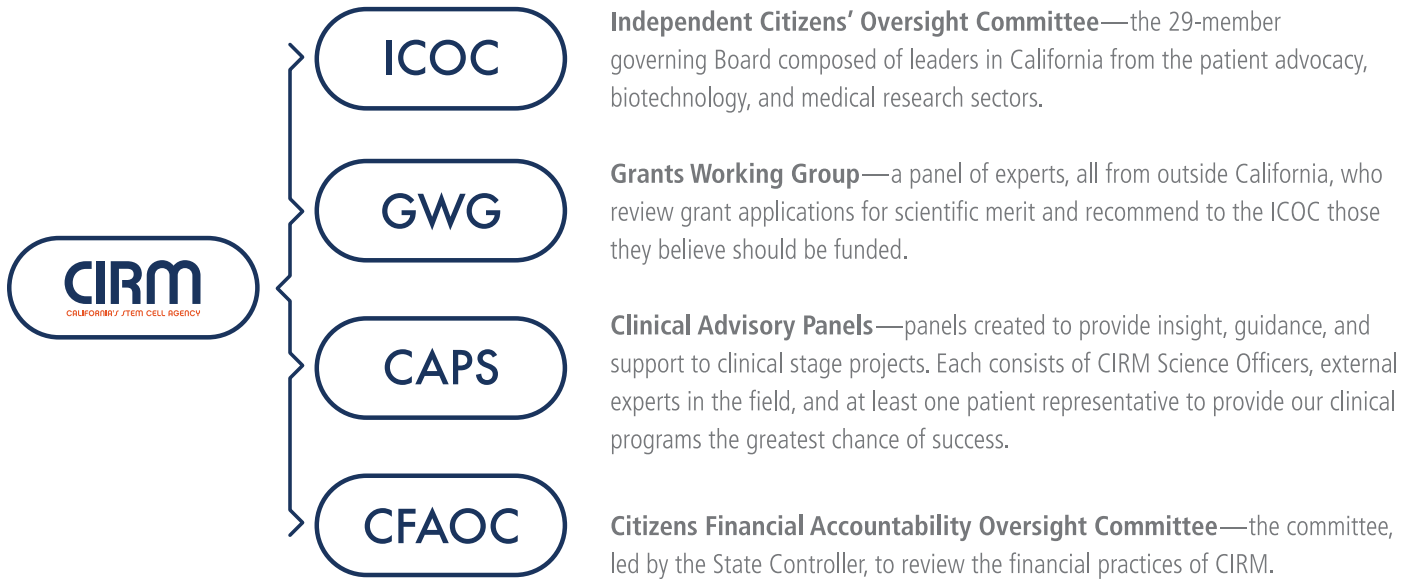 ICOC
Independent Citizens’ Oversight Committee—the 29-member
governing Board composed of leaders in California from the patient advocacy,
biotechnology, and medical research sectors.
GWG
Grants Working Group—a panel of experts, all from outside California, who
review grant applications for scientific merit and recommend to the ICOC those
they believe should be funded.
CIRM
CALIFORNIA'S STEM CELL AGENCY
CAPS
Clinical Advisory Panels—panels created to provide insight, guidance, and
support to clinical stage projects. Each consists of CIRM Science Officers, external
experts in the field, and at least one patient representative to provide our clinical
programs the greatest chance of success.
CFAOC
Citizens Financial Accountability Oversight Committee—the committee,
led by the State Controller, to review the financial practices of CIRM.